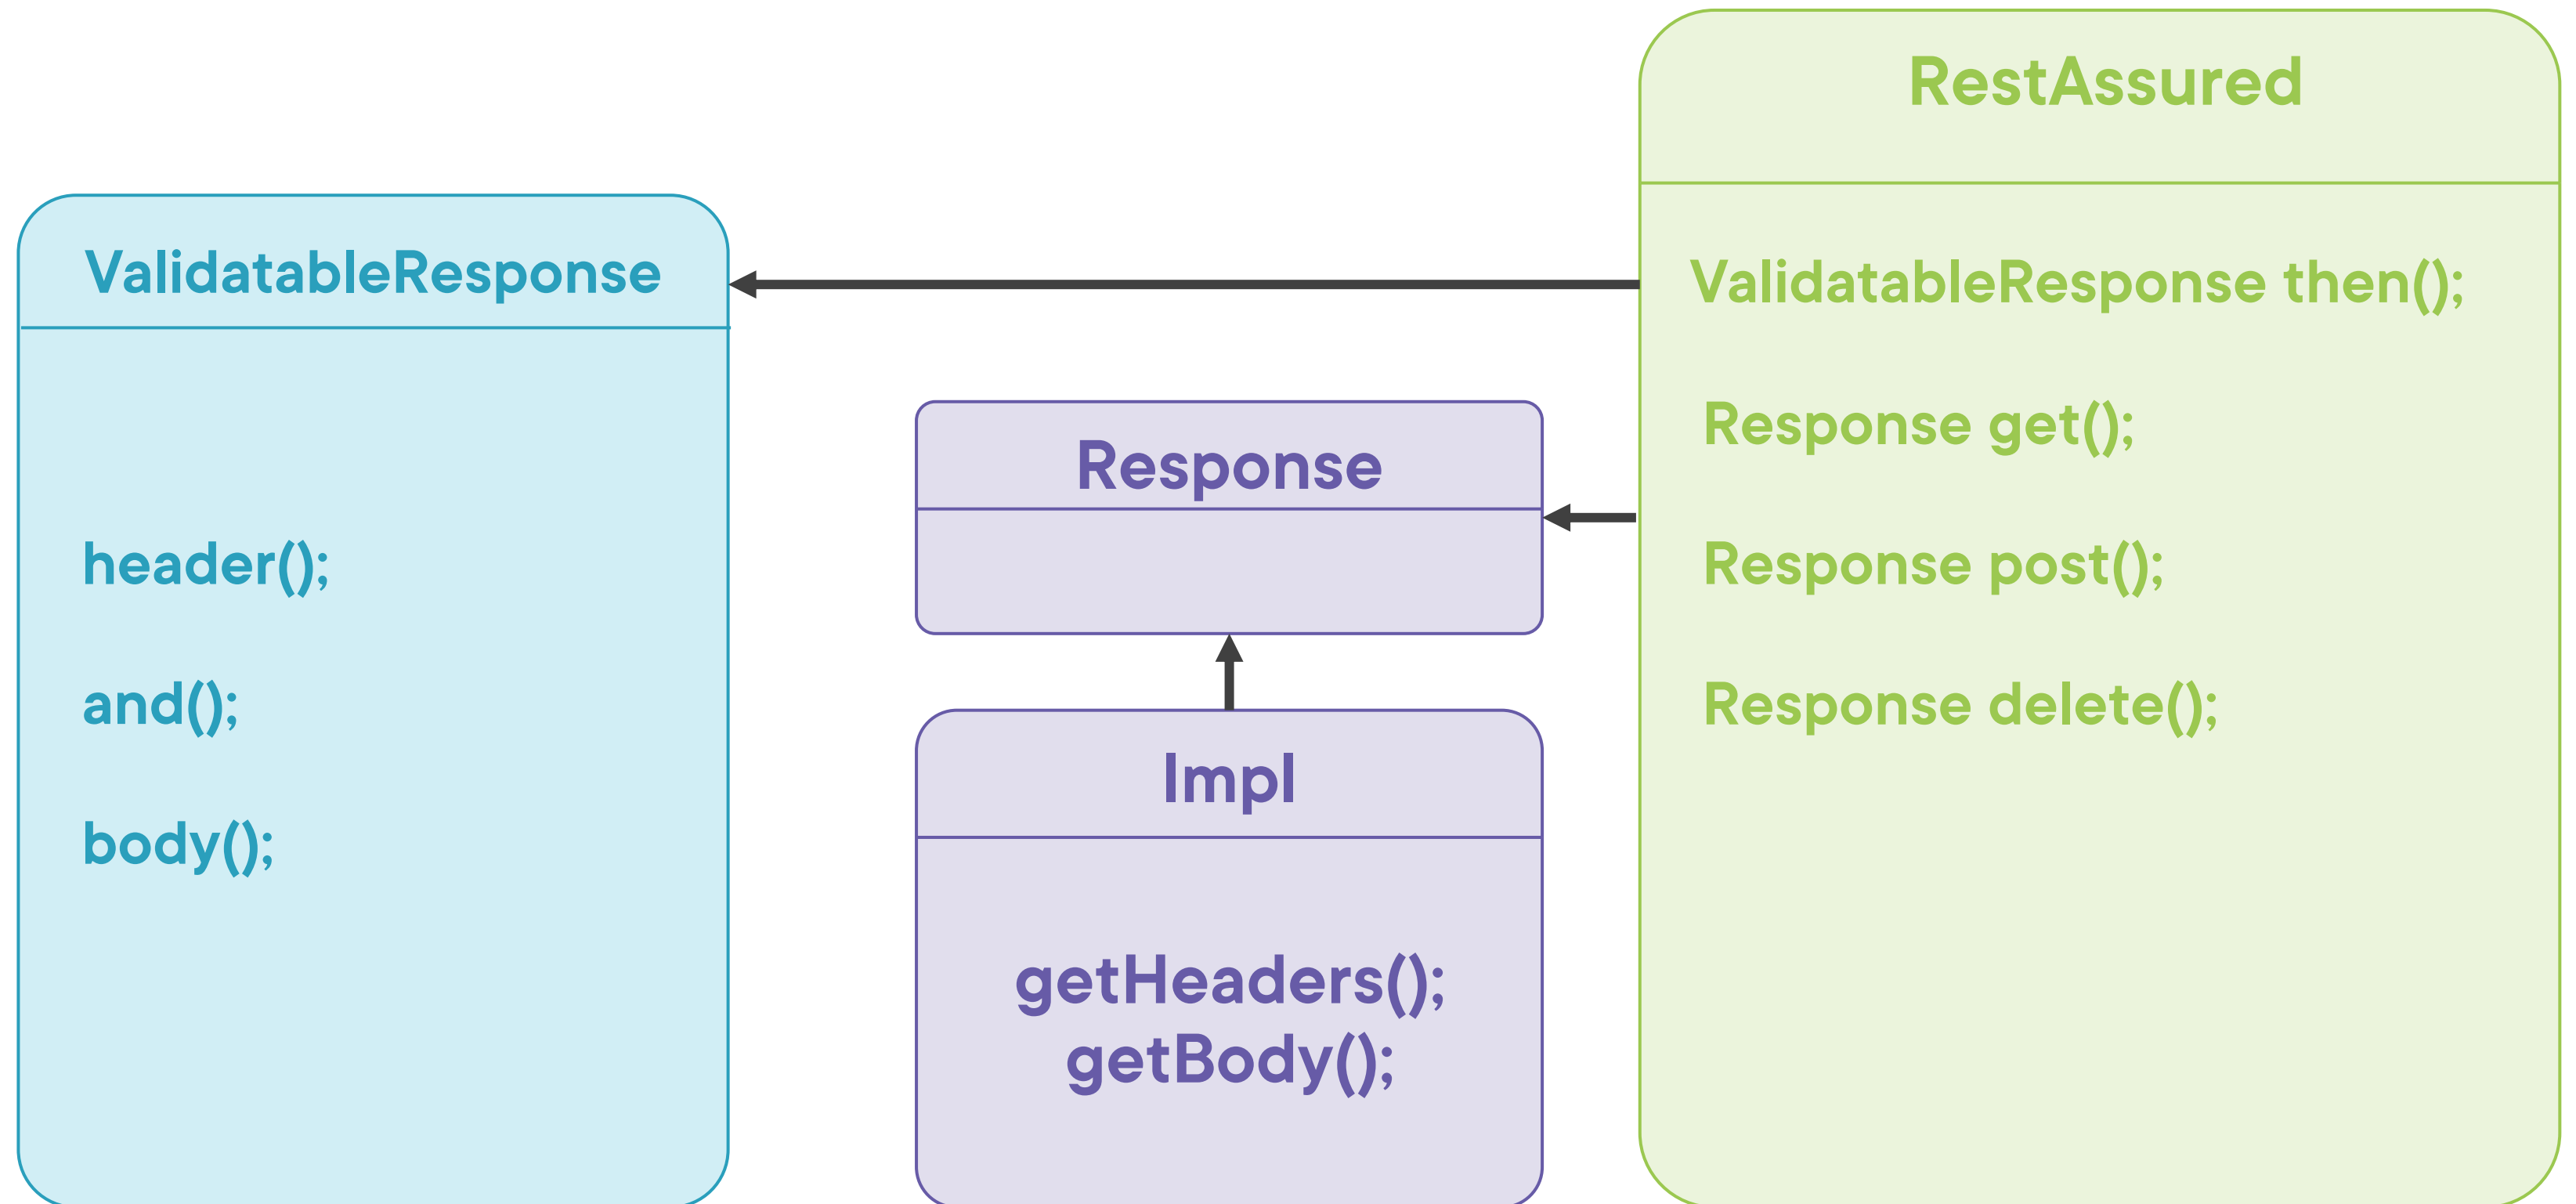 ValidatableResponse
header();
and();
body();
Response
Impl
getHeaders();
getBody();
RestAssured
ValidatableResponse then();
Response get();
Response post();
Response delete();